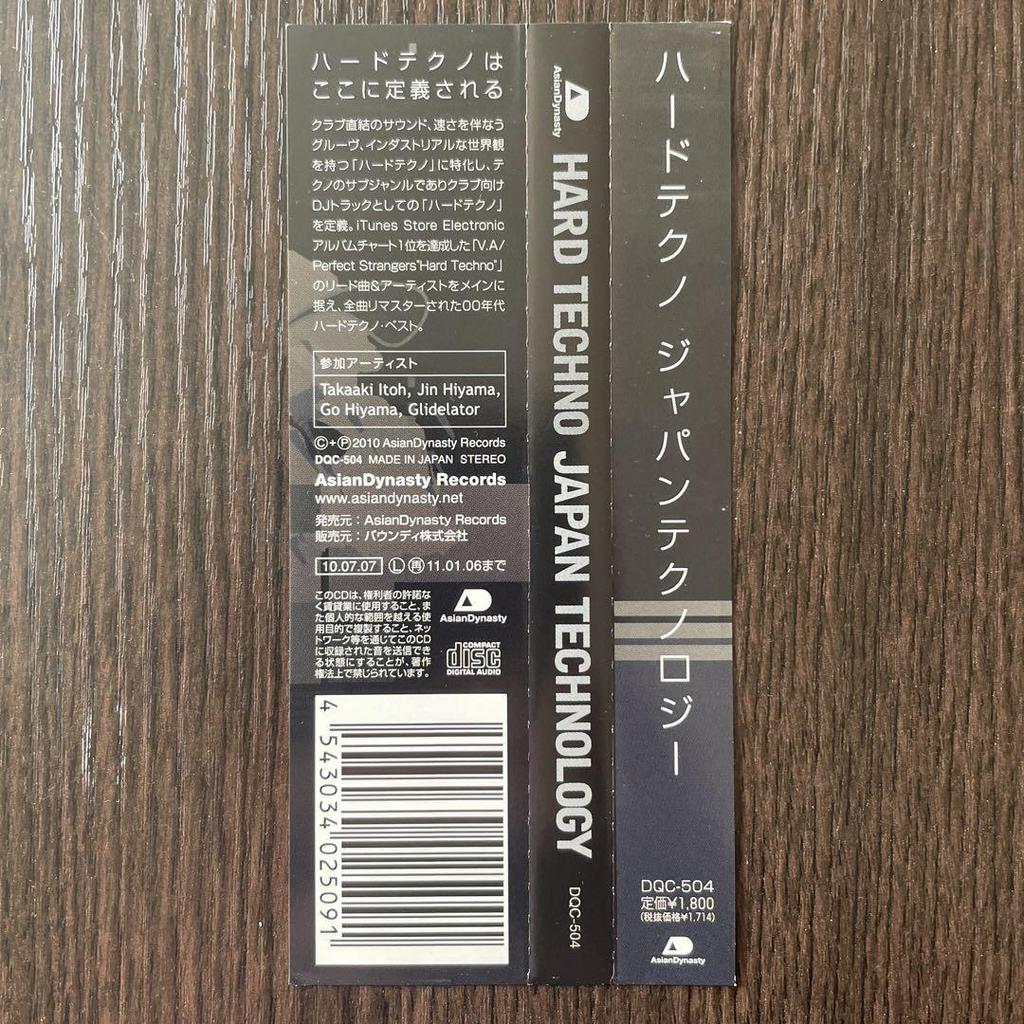 ハードテクノは
ここに定義される
クラブ直結のサウンド、速さを伴なう
グルーヴ、インダストリアルな世界観
を持つ「ハードテクノ」に特化し、テ
クノのサブジャンルでありクラブ向け
DJトラックとしての「ハードテクノ」
を定義。iTunes Store Electronic
アルバムチャート1位を達成した「V.A/
Perfect Strangers"Hard Techno"」
のリード曲&アーティストをメインに
据え、全曲リマスターされた00年代
ハードテクノ・ベスト。
参加アーティスト
Takaaki Itoh, Jin Hiyama,
Go Hiyama, Glidelator
Ⓒ+Ⓟ2010 AsianDynasty Records
DQC-504 MADE IN JAPAN STEREO
AsianDynasty Records
www.asiandynasty.net
発売元：AsianDynasty Records
販売元：バウンディ株式会社
10.07.07 Ⓛ ㊢11.01.06まで
このCDは、権利者の許諾な
く賃貸業に使用すること、ま
た個人的な範囲を越える使
用目的で複製すること、ネッ
トワーク等を通じてこのCD
に収録された音を送信でき
る状態にすることが、著作
権法上で禁じられています。
AsianDynasty
COMPACT
disc
DIGITAL AUDIO
4 543034 025091
AsianDynasty
HARD TECHNO JAPAN TECHNOLOGY
DQC-504
ハードテクノ ジャパンテクノロジー
DQC-504
定価¥1,800
(税抜価格¥1,714)
AsianDynasty